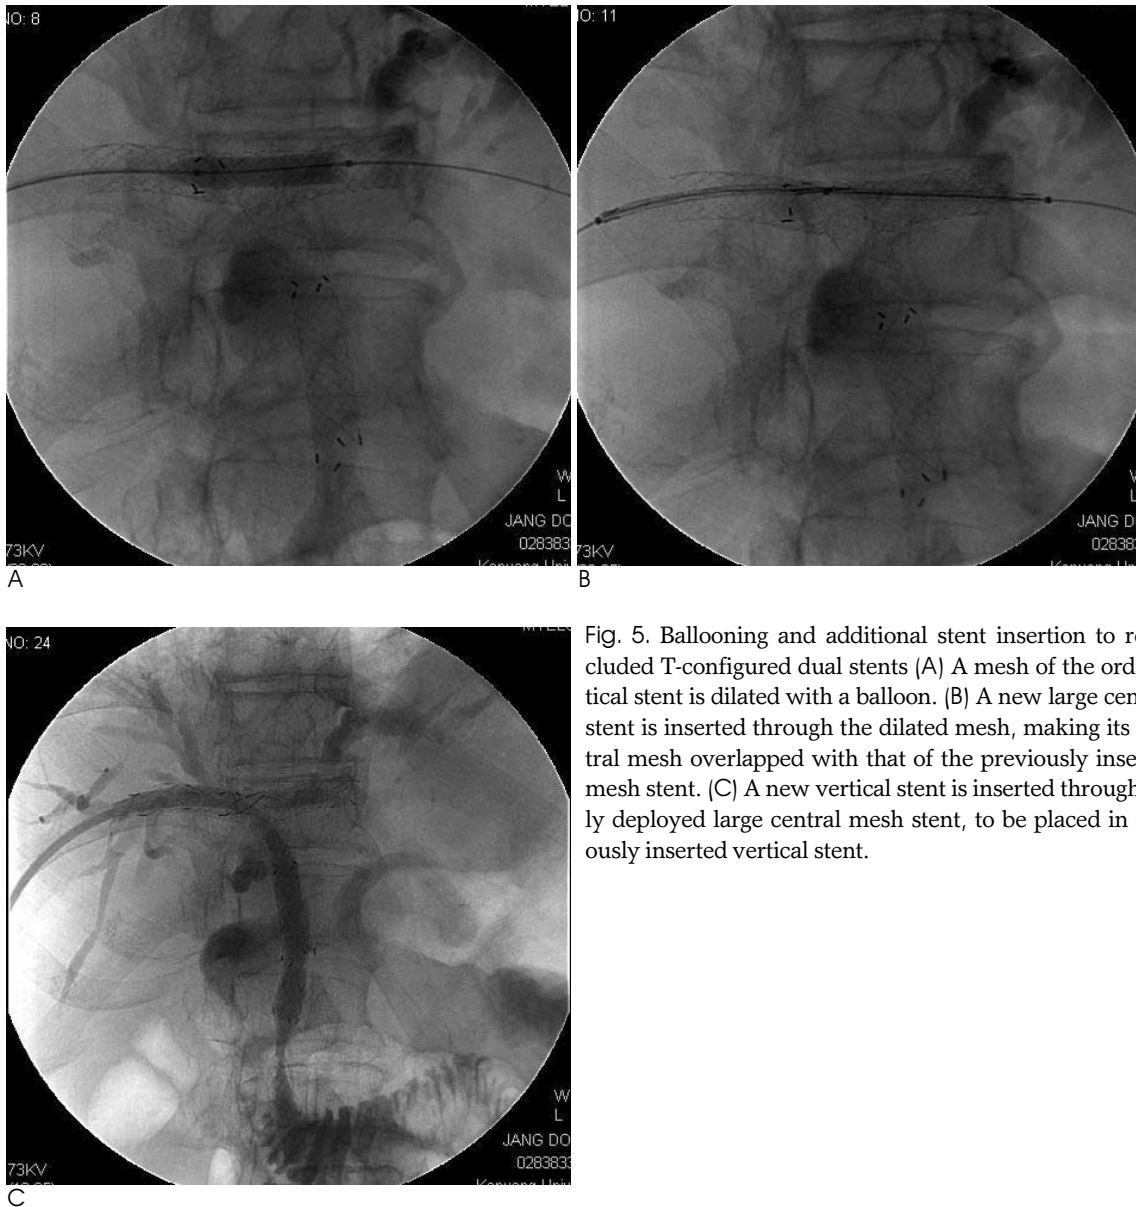 NO: 8
W
L
JANG DO
028383
73KV
A
IO: 11
W
L
JANG D
02838
73KV
B
NO: 24
W
L
JANG DO
028383
73KV
C
Fig. 5. Ballooning and additional stent insertion to re
cluded T-configured dual stents (A) A mesh of the ord
tical stent is dilated with a balloon. (B) A new large cen
stent is inserted through the dilated mesh, making its
tral mesh overlapped with that of the previously inse
mesh stent. (C) A new vertical stent is inserted through
ly deployed large central mesh stent, to be placed in
ously inserted vertical stent.